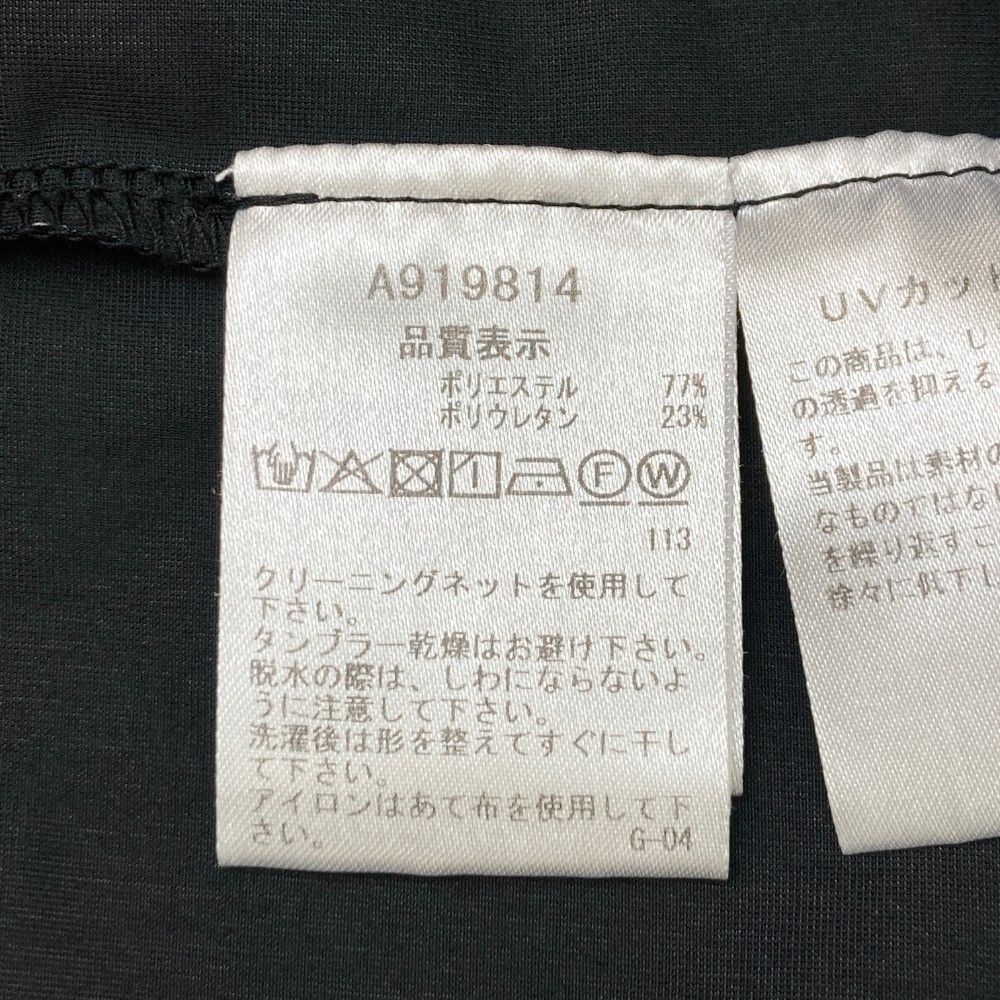 A919814
品質表示
ポリエステル 77%
ポリウレタン 23%
F W
113
クリーニングネットを使用して
下さい。
タンブラー乾燥はお避け下さい。
脱水の際は、しわにならないよ
うに注意して下さい。
洗濯後は形を整えてすぐに干し
て下さい。
アイロンはあて布を使用して下
さい。 G-04
UVカット
この商品は、し
の透過を抑える
す。
当製品は素材の
なものではな
を繰り返すこ
徐々に低下し